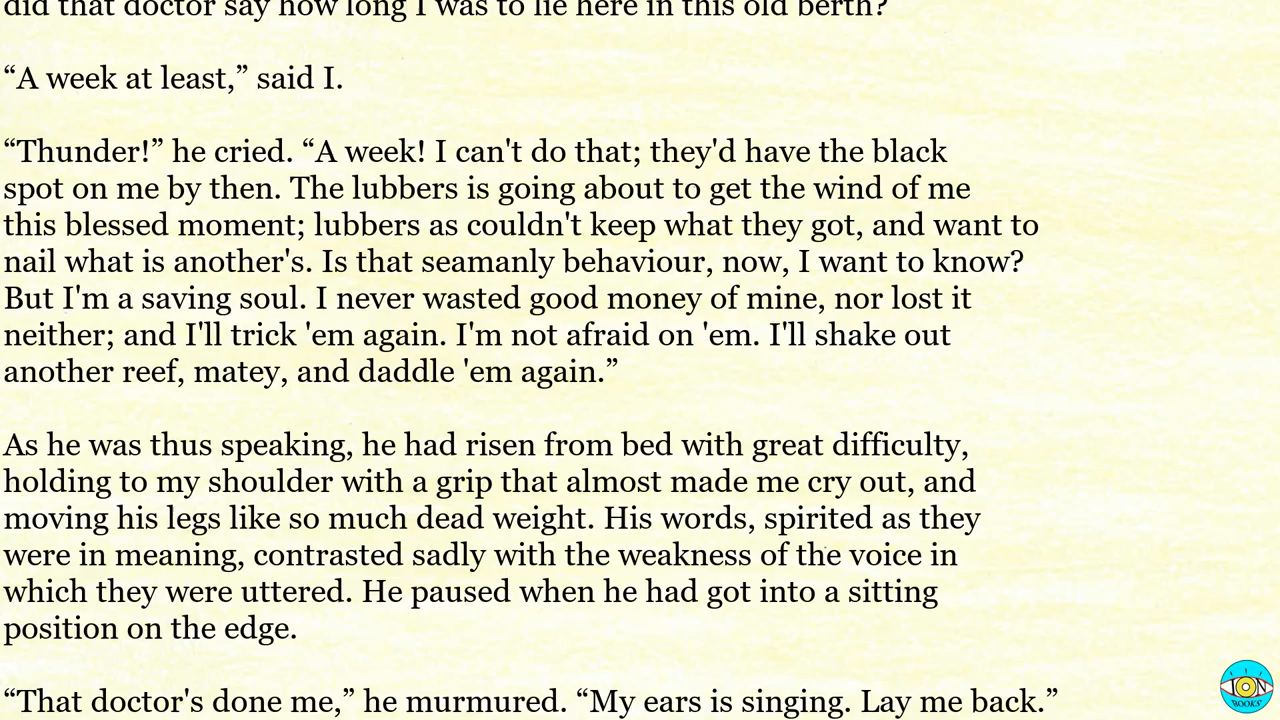 did that doctor say how long I was to lie here in this old berth?
“A week at least,” said I.
“Thunder!” he cried. “A week! I can't do that; they'd have the black
spot on me by then. The lubbers is going about to get the wind of me
this blessed moment; lubbers as couldn't keep what they got, and want to
nail what is another's. Is that seamanly behaviour, now, I want to know?
But I'm a saving soul. I never wasted good money of mine, nor lost it
neither; and I'll trick 'em again. I'm not afraid on 'em. I'll shake out
another reef, matey, and daddle 'em again.”
As he was thus speaking, he had risen from bed with great difficulty,
holding to my shoulder with a grip that almost made me cry out, and
moving his legs like so much dead weight. His words, spirited as they
were in meaning, contrasted sadly with the weakness of the voice in
which they were uttered. He paused when he had got into a sitting
position on the edge.
“That doctor's done me,” he murmured. “My ears is singing. Lay me back.”
ION
BOOKS